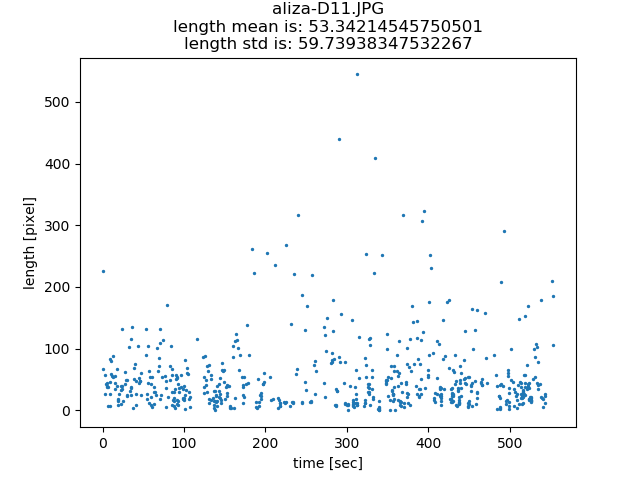 aliza-D11.JPG
length mean is: 53.34214545750501
length std is: 59.73938347532267
500
400
300
200
100
0
length [pixel]
0 100 200 300 400 500
time [sec]